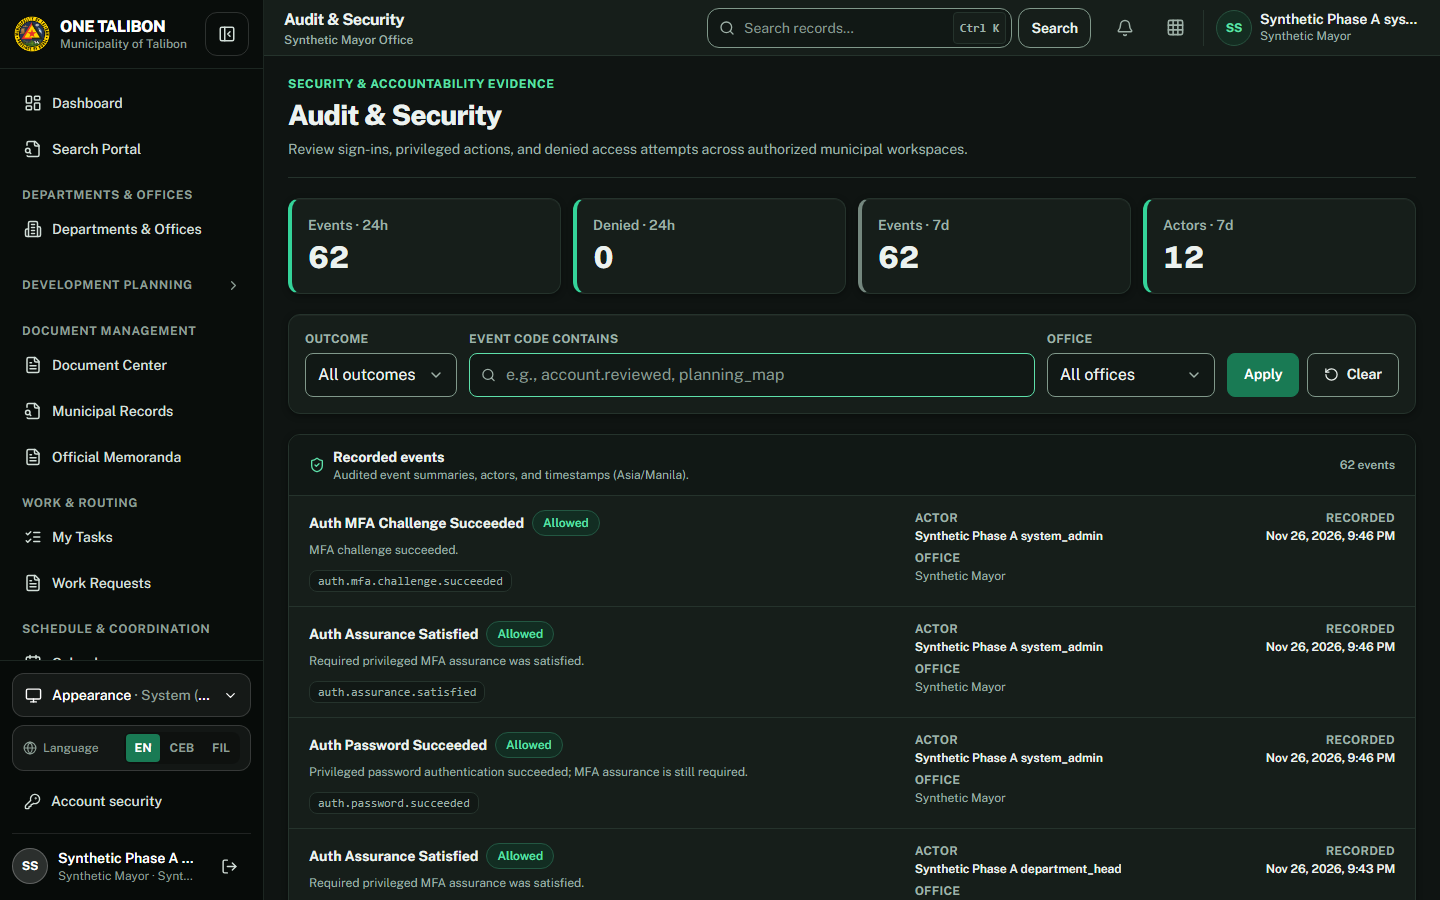 ONE TALIBON
Municipality of Talibon
Dashboard
Search Portal
DEPARTMENTS & OFFICES
Departments & Offices
DEVELOPMENT PLANNING
DOCUMENT MANAGEMENT
Document Center
Municipal Records
Official Memoranda
WORK & ROUTING
My Tasks
Work Requests
SCHEDULE & COORDINATION
Appearance · System (...
Language EN CEB FIL
Account security
SS
Synthetic Phase A ...
Synthetic Mayor · Synt...
Audit & Security
Synthetic Mayor Office
Search records... Ctrl K
Search
SS
Synthetic Phase A sys...
Synthetic Mayor
SECURITY & ACCOUNTABILITY EVIDENCE
Audit & Security
Review sign-ins, privileged actions, and denied access attempts across authorized municipal workspaces.
Events · 24h
62
Denied · 24h
0
Events · 7d
62
Actors · 7d
12
OUTCOME
All outcomes
EVENT CODE CONTAINS
e.g., account.reviewed, planning_map
OFFICE
All offices
Apply
Clear
Recorded events
Audited event summaries, actors, and timestamps (Asia/Manila).
62 events
Auth MFA Challenge Succeeded Allowed
MFA challenge succeeded.
auth.mfa.challenge.succeeded
ACTOR
Synthetic Phase A system_admin
OFFICE
Synthetic Mayor
RECORDED
Nov 26, 2026, 9:46 PM
Auth Assurance Satisfied Allowed
Required privileged MFA assurance was satisfied.
auth.assurance.satisfied
ACTOR
Synthetic Phase A system_admin
OFFICE
Synthetic Mayor
RECORDED
Nov 26, 2026, 9:46 PM
Auth Password Succeeded Allowed
Privileged password authentication succeeded; MFA assurance is still required.
auth.password.succeeded
ACTOR
Synthetic Phase A system_admin
OFFICE
Synthetic Mayor
RECORDED
Nov 26, 2026, 9:46 PM
Auth Assurance Satisfied Allowed
Required privileged MFA assurance was satisfied.
ACTOR
Synthetic Phase A department_head
OFFICE
RECORDED
Nov 26, 2026, 9:43 PM